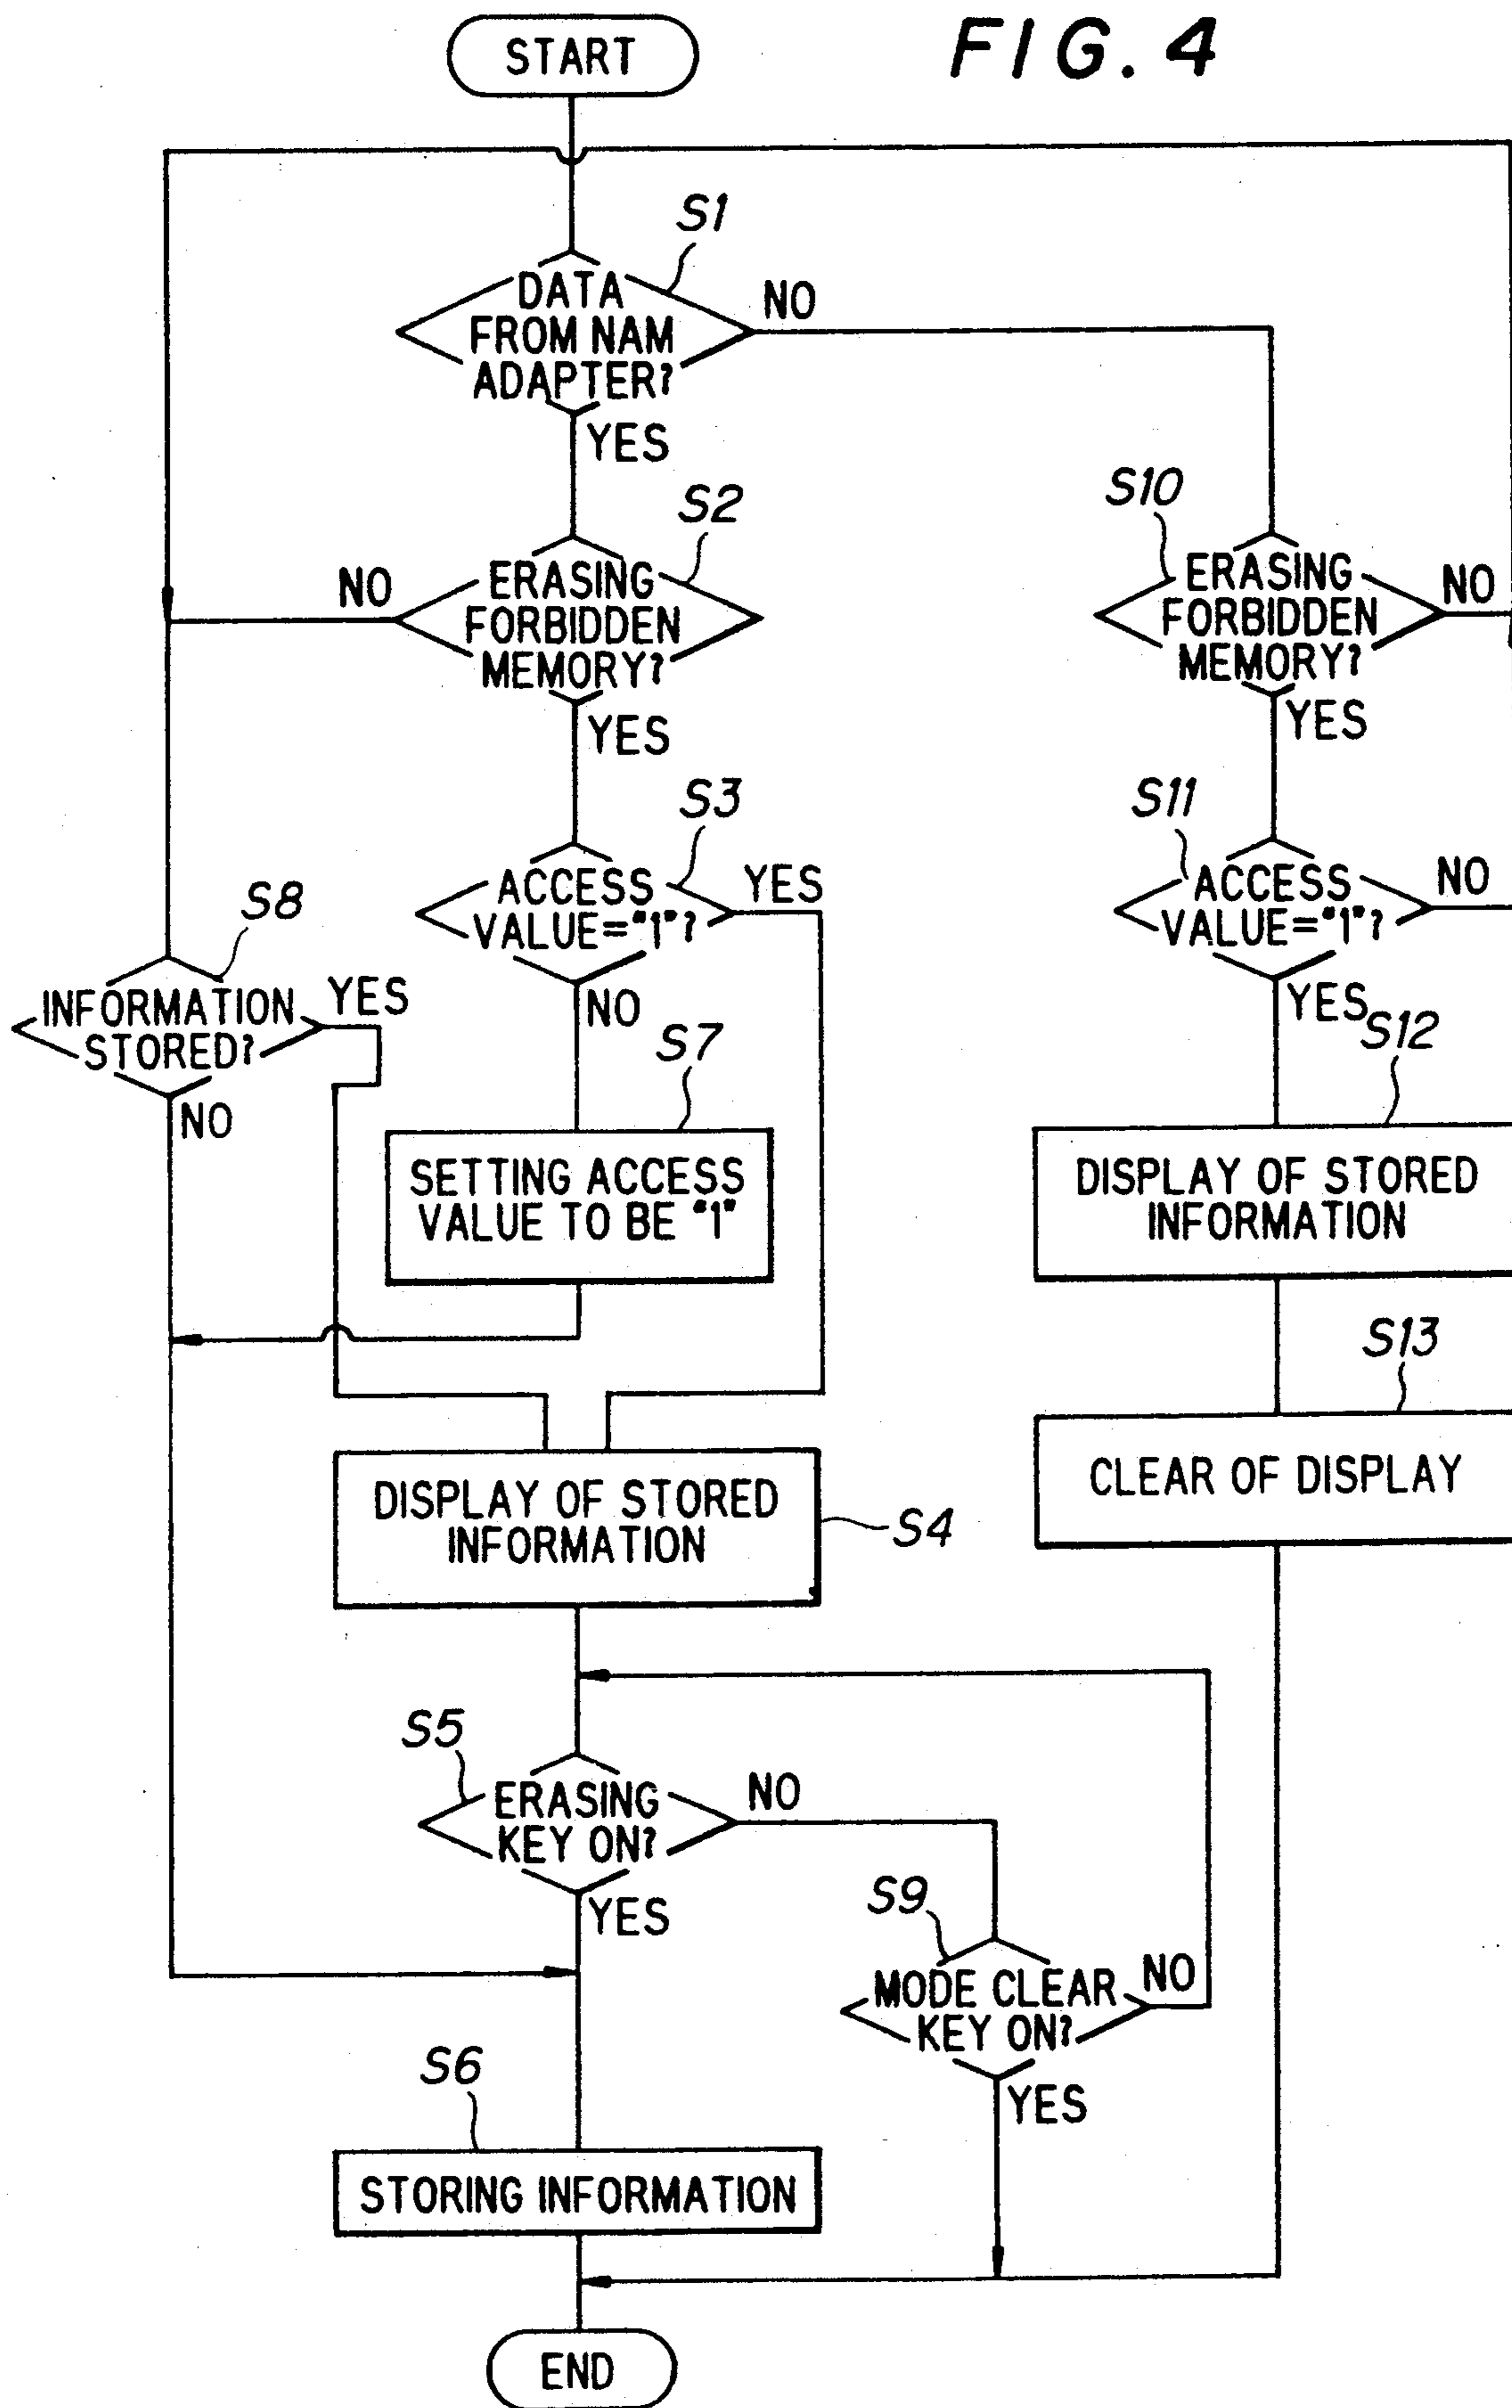 FIG. 4
START
S1
DATA
FROM NAM
ADAPTER?
NO
YES
S2
ERASING
FORBIDDEN
MEMORY?
NO
YES
S10
ERASING
FORBIDDEN
MEMORY?
NO
YES
S3
ACCESS
VALUE="1"?
YES
NO
S11
ACCESS
VALUE="1"?
NO
YES
S8
INFORMATION
STORED?
YES
NO
S7
SETTING ACCESS
VALUE TO BE "1"
S12
DISPLAY OF STORED
INFORMATION
S13
CLEAR OF DISPLAY
DISPLAY OF STORED
INFORMATION
S4
S5
ERASING
KEY ON?
NO
YES
S9
MODE CLEAR
KEY ON?
NO
YES
S6
STORING INFORMATION
END